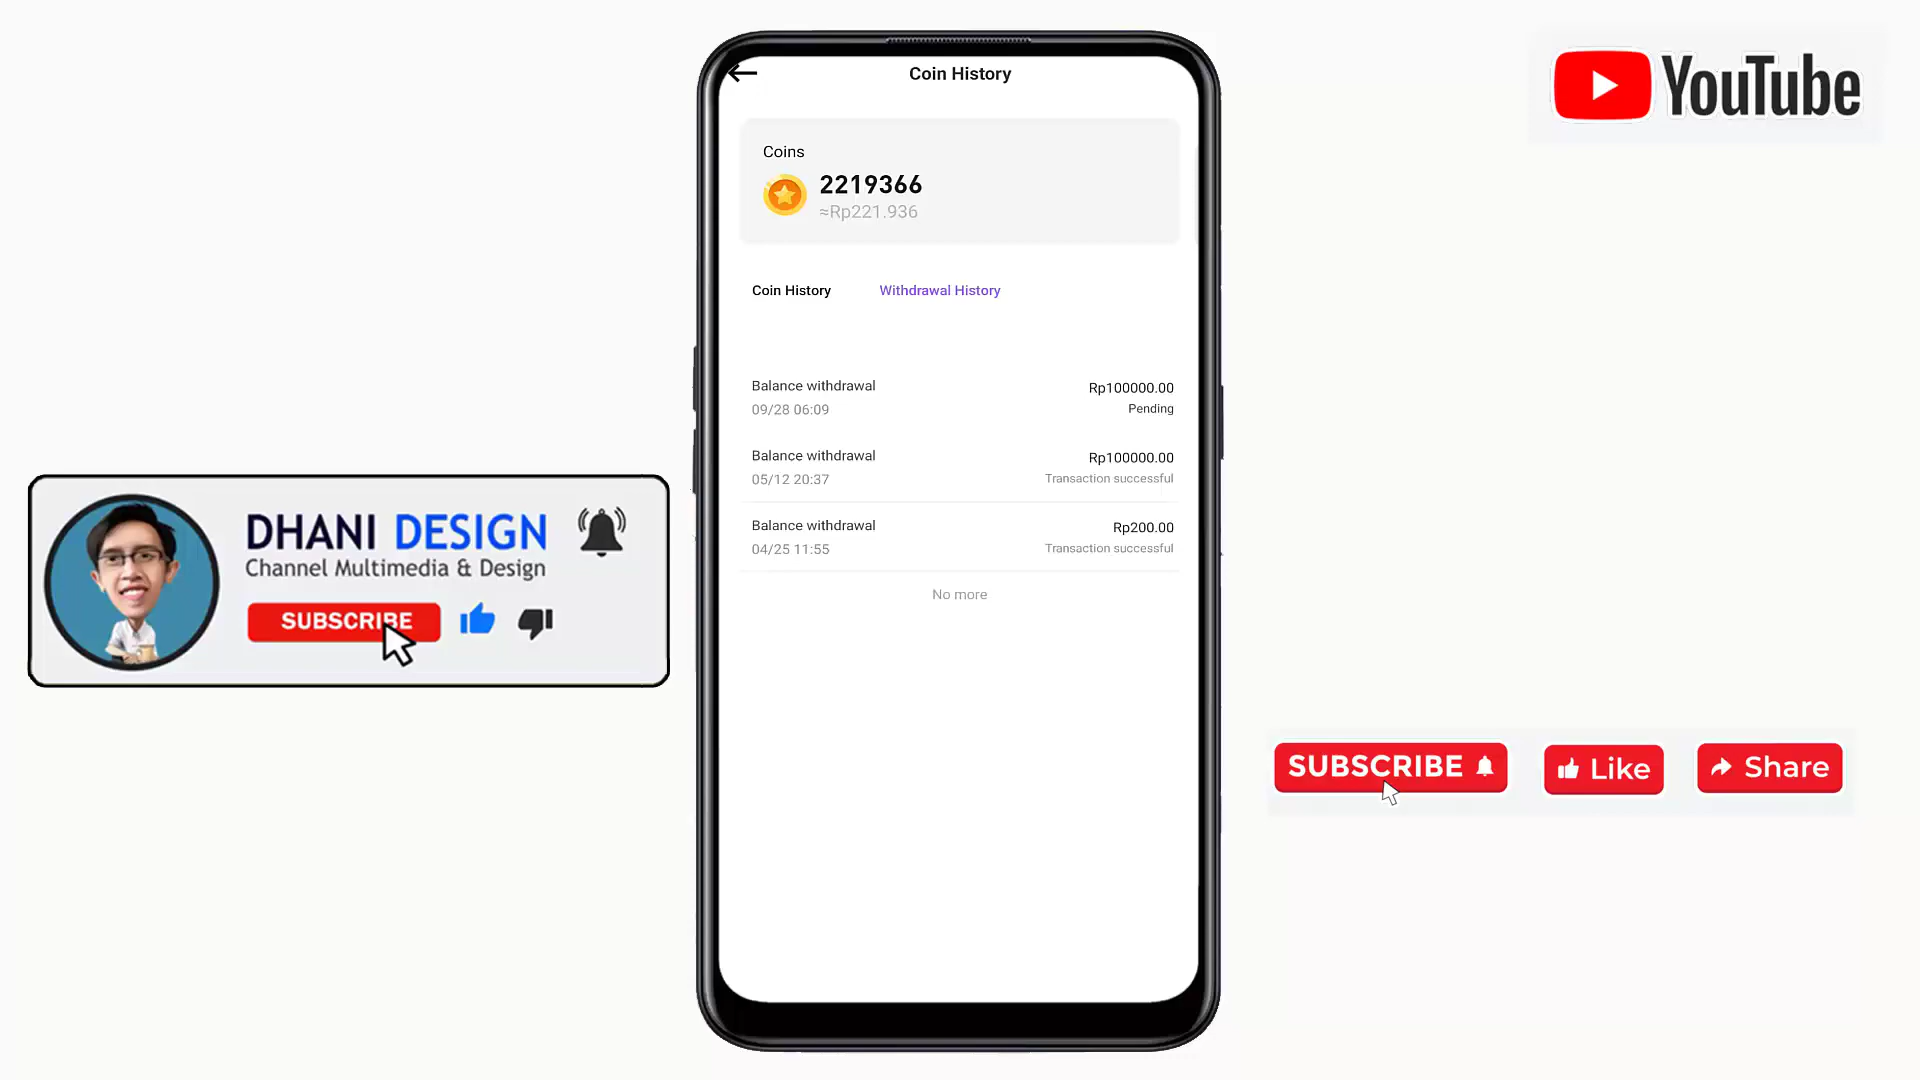 Coin History
YouTube
Coins
2219366
≈Rp221.936
Coin History
Withdrawal History
Balance withdrawal
Rp100000.00
09/28 06:09
Pending
Balance withdrawal
Rp100000.00
05/12 20:37
Transaction successful
Balance withdrawal
Rp200.00
04/25 11:55
Transaction successful
No more
DHANI DESIGN
Channel Multimedia & Design
SUBSCRIBE
SUBSCRIBE
Like
Share